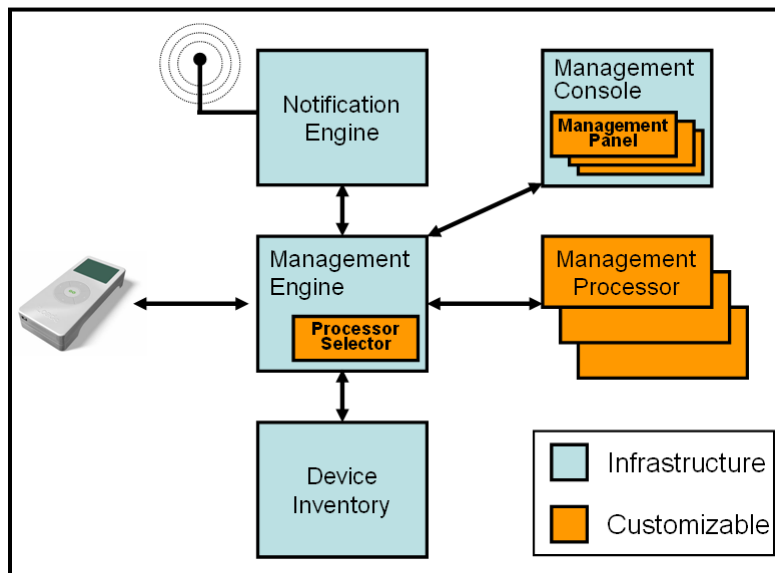 Notification
Engine
Management
Console
Management
Panel
Management
Engine
Processor
Selector
Management
Processor
Device
Inventory
Infrastructure
Customizable